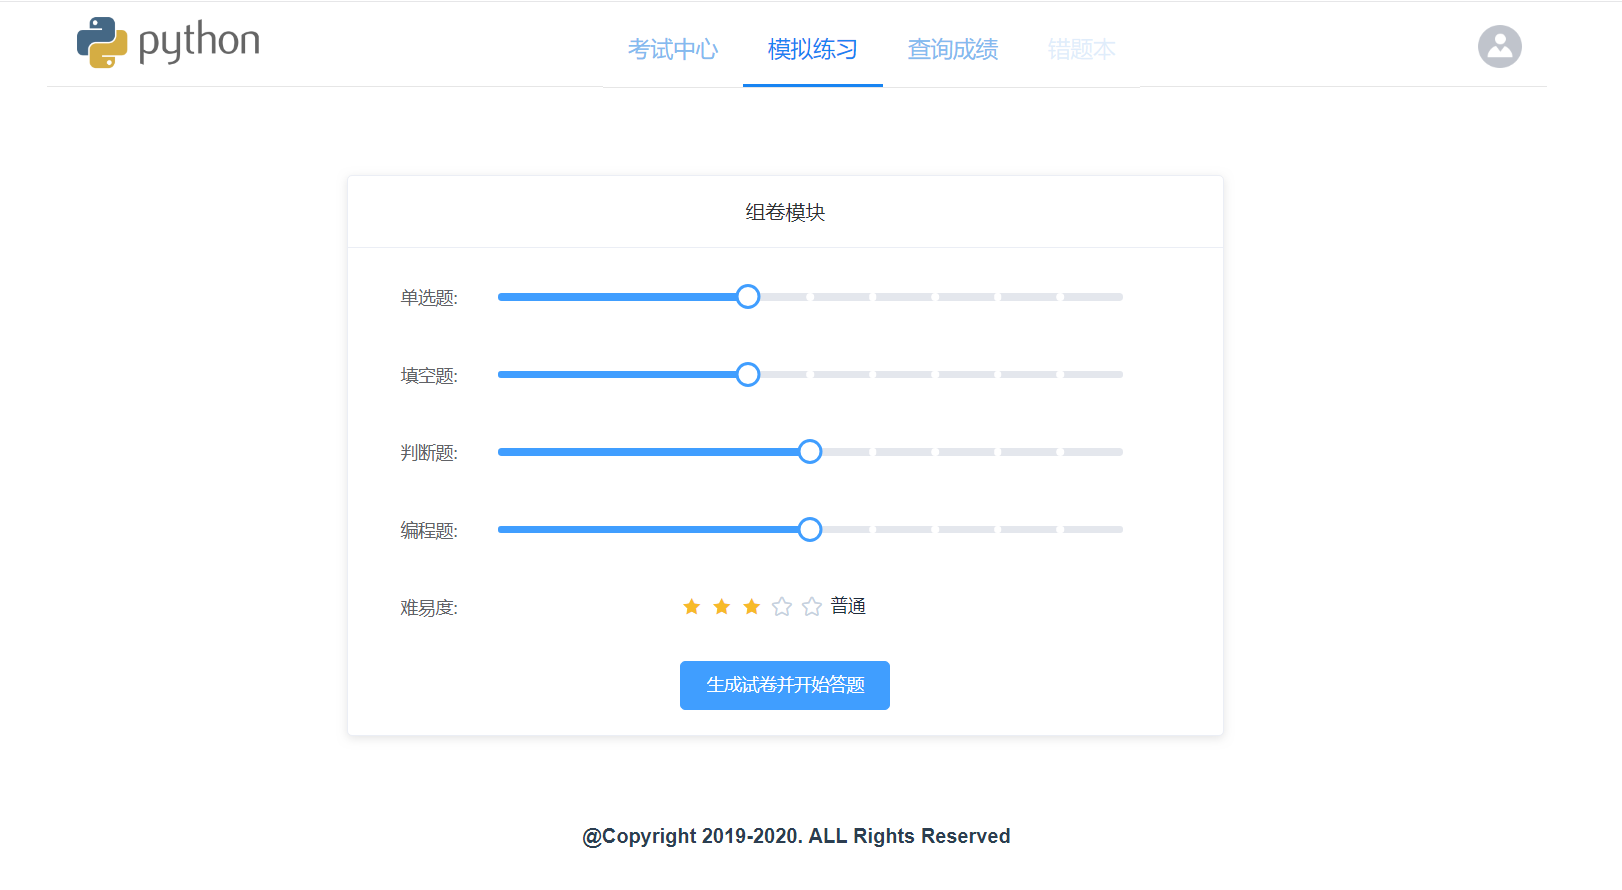 python
考试中心 模拟练习 查询成绩 错题本
组卷模块
单选题:
填空题:
判断题:
编程题:
难易度: 普通
生成试卷并开始答题
@Copyright 2019-2020. ALL Rights Reserved